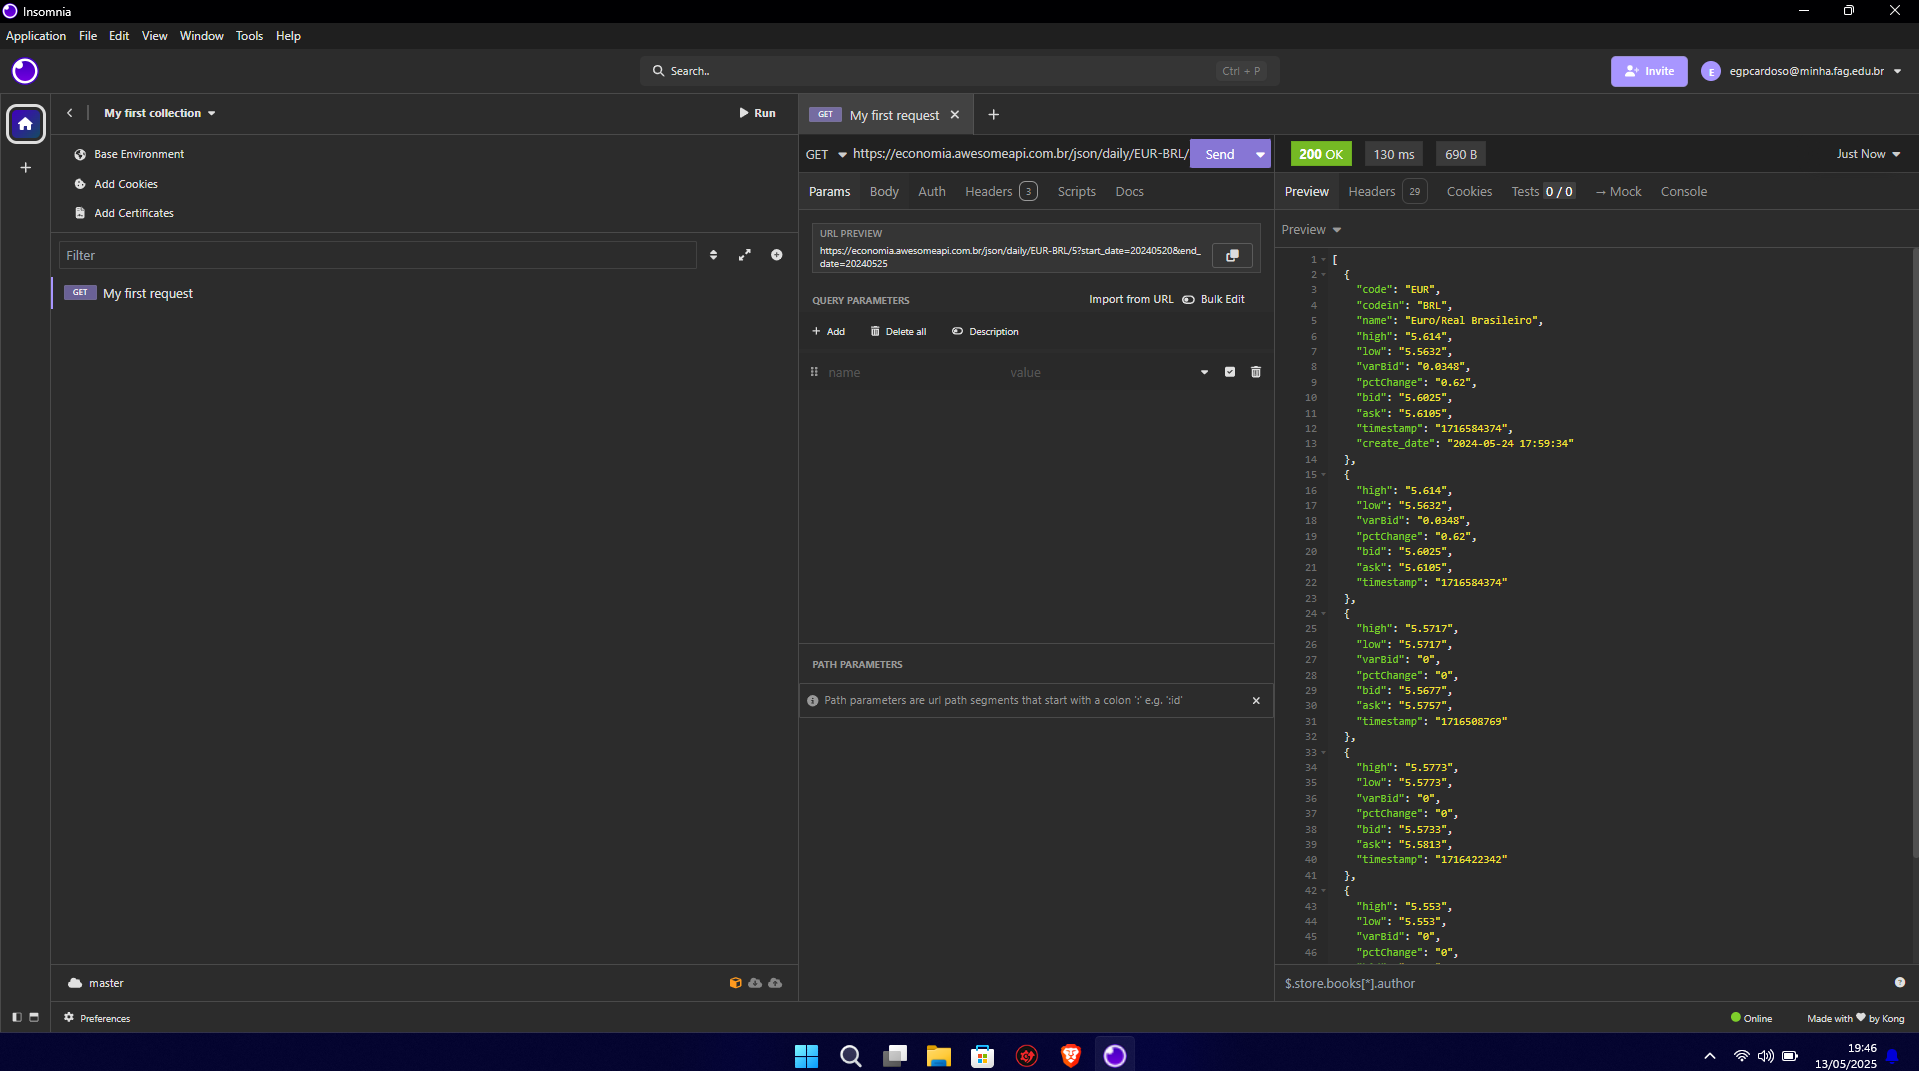 Insomnia
Application File Edit View Window Tools Help
Search.. Ctrl + P
Invite
E egpcardoso@minha.fag.edu.br
My first collection
Run
GET My first request
Base Environment
Add Cookies
Add Certificates
Filter
GET My first request
master
Preferences
GET https://economia.awesomeapi.com.br/json/daily/EUR-BRL/ Send
Params Body Auth Headers 3 Scripts Docs
URL PREVIEW
https://economia.awesomeapi.com.br/json/daily/EUR-BRL/5?start_date=20240520&end_
date=20240525
QUERY PARAMETERS Import from URL Bulk Edit
Add Delete all Description
name value
PATH PARAMETERS
Path parameters are url path segments that start with a colon ':' e.g. ':id'
200 OK 130 ms 690 B Just Now
Preview Headers 29 Cookies Tests 0 / 0 → Mock Console
Preview
1 [
2 {
3 "code": "EUR",
4 "codein": "BRL",
5 "name": "Euro/Real Brasileiro",
6 "high": "5.614",
7 "low": "5.5632",
8 "varBid": "0.0348",
9 "pctChange": "0.62",
10 "bid": "5.6025",
11 "ask": "5.6105",
12 "timestamp": "1716584374",
13 "create_date": "2024-05-24 17:59:34"
14 },
15 {
16 "high": "5.614",
17 "low": "5.5632",
18 "varBid": "0.0348",
19 "pctChange": "0.62",
20 "bid": "5.6025",
21 "ask": "5.6105",
22 "timestamp": "1716584374"
23 },
24 {
25 "high": "5.5717",
26 "low": "5.5717",
27 "varBid": "0",
28 "pctChange": "0",
29 "bid": "5.5677",
30 "ask": "5.5757",
31 "timestamp": "1716508769"
32 },
33 {
34 "high": "5.5773",
35 "low": "5.5773",
36 "varBid": "0",
37 "pctChange": "0",
38 "bid": "5.5733",
39 "ask": "5.5813",
40 "timestamp": "1716422342"
41 },
42 {
43 "high": "5.553",
44 "low": "5.553",
45 "varBid": "0",
46 "pctChange": "0",
$.store.books[*].author
Online Made with ♥ by Kong
19:46
13/05/2025